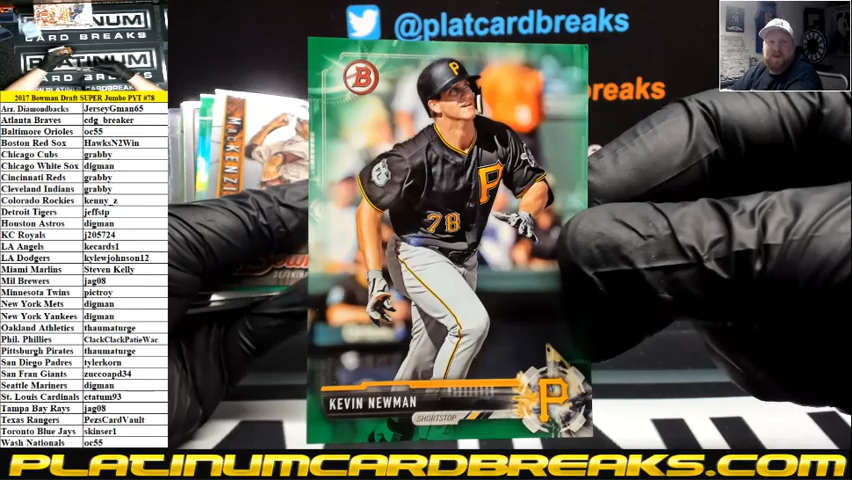 @platcardbreaks
breaks
2017 Bowman Draft SUPER Jumbo PYT #78
Arz. Diamondbacks JerseyGman65
Atlanta Braves cdg_breaker
Baltimore Orioles oc55
Boston Red Sox HawksN2Win
Chicago Cubs grabby
Chicago White Sox digman
Cincinnati Reds grabby
Cleveland Indians grabby
Colorado Rockies kenny_z
Detroit Tigers jeffstp
Houston Astros digman
KC Royals j205724
LA Angels kecards1
LA Dodgers kylewjohnson12
Miami Marlins Steven Kelly
Mil Brewers jag08
Minnesota Twins pictroy
New York Mets digman
New York Yankees digman
Oakland Athletics thaumaturge
Phil. Phillies ClackClackPatieWac
Pittsburgh Pirates thaumaturge
San Diego Padres tylerkorn
San Fran Giants zuccoapd34
Seattle Mariners digman
St. Louis Cardinals ctatum93
Tampa Bay Rays jag08
Texas Rangers PezsCardVault
Toronto Blue Jays skinser1
Wash Nationals oc55
MACKENZI
B
P
P
78
KEVIN NEWMAN
SHORTSTOP
P
PLATINUM
CARD BREAKS
PLATINUMCARDBREAKS.COM